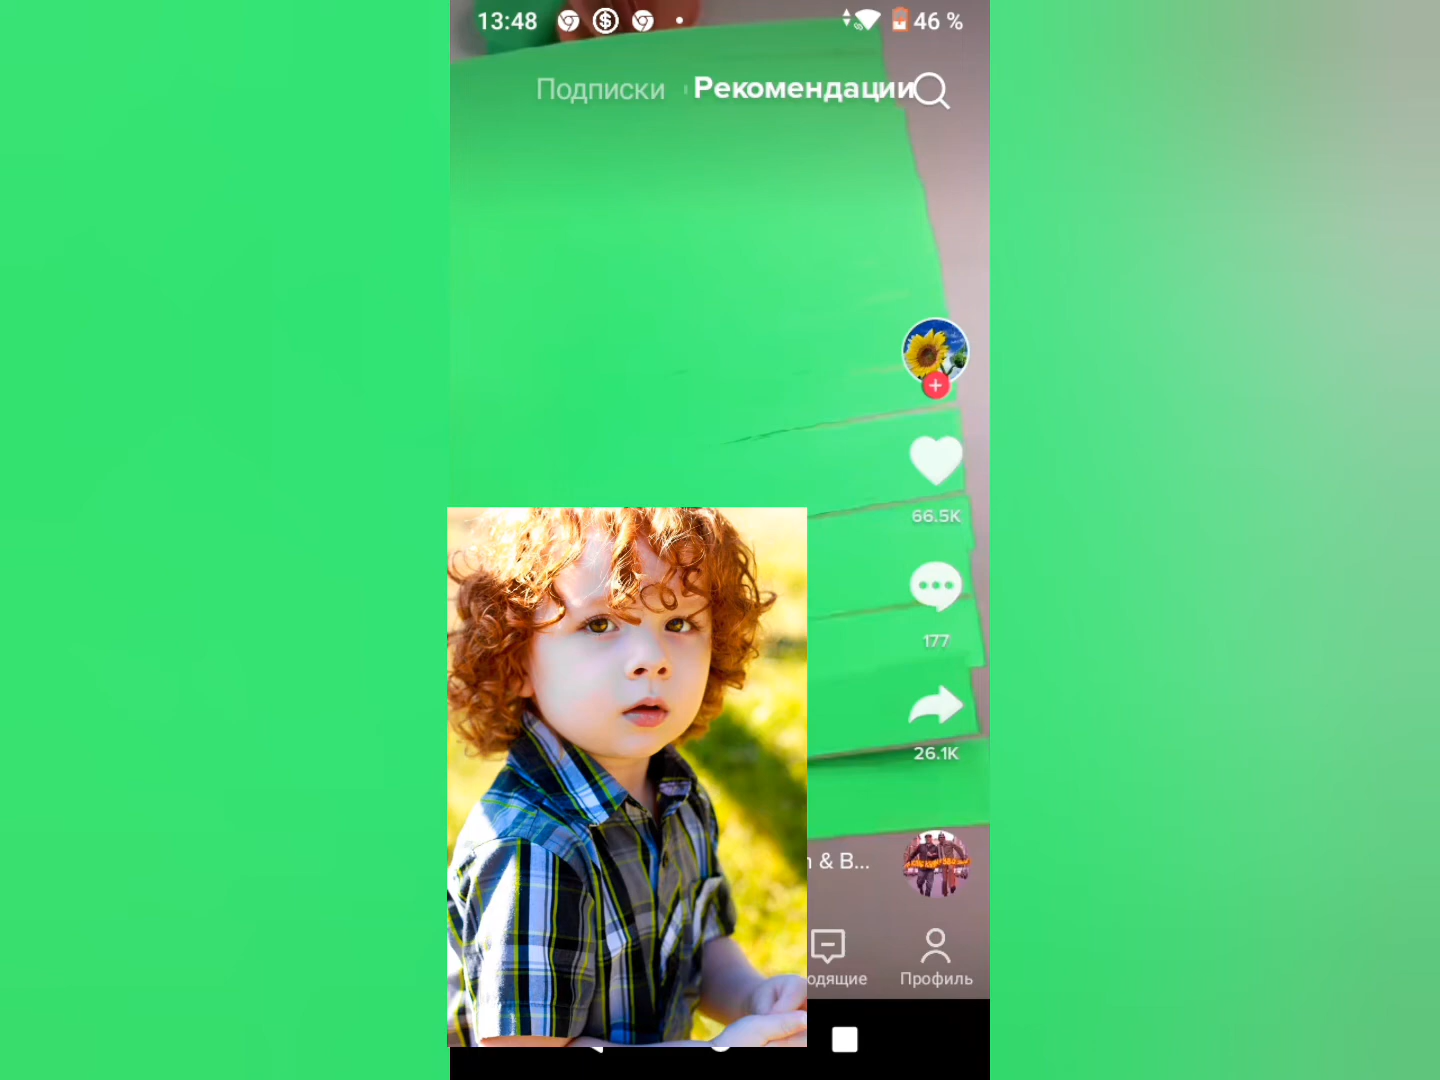 13:48
46 %
Подписки
Рекомендации
66.5K
177
26.1K
& B...
одящие
Профиль